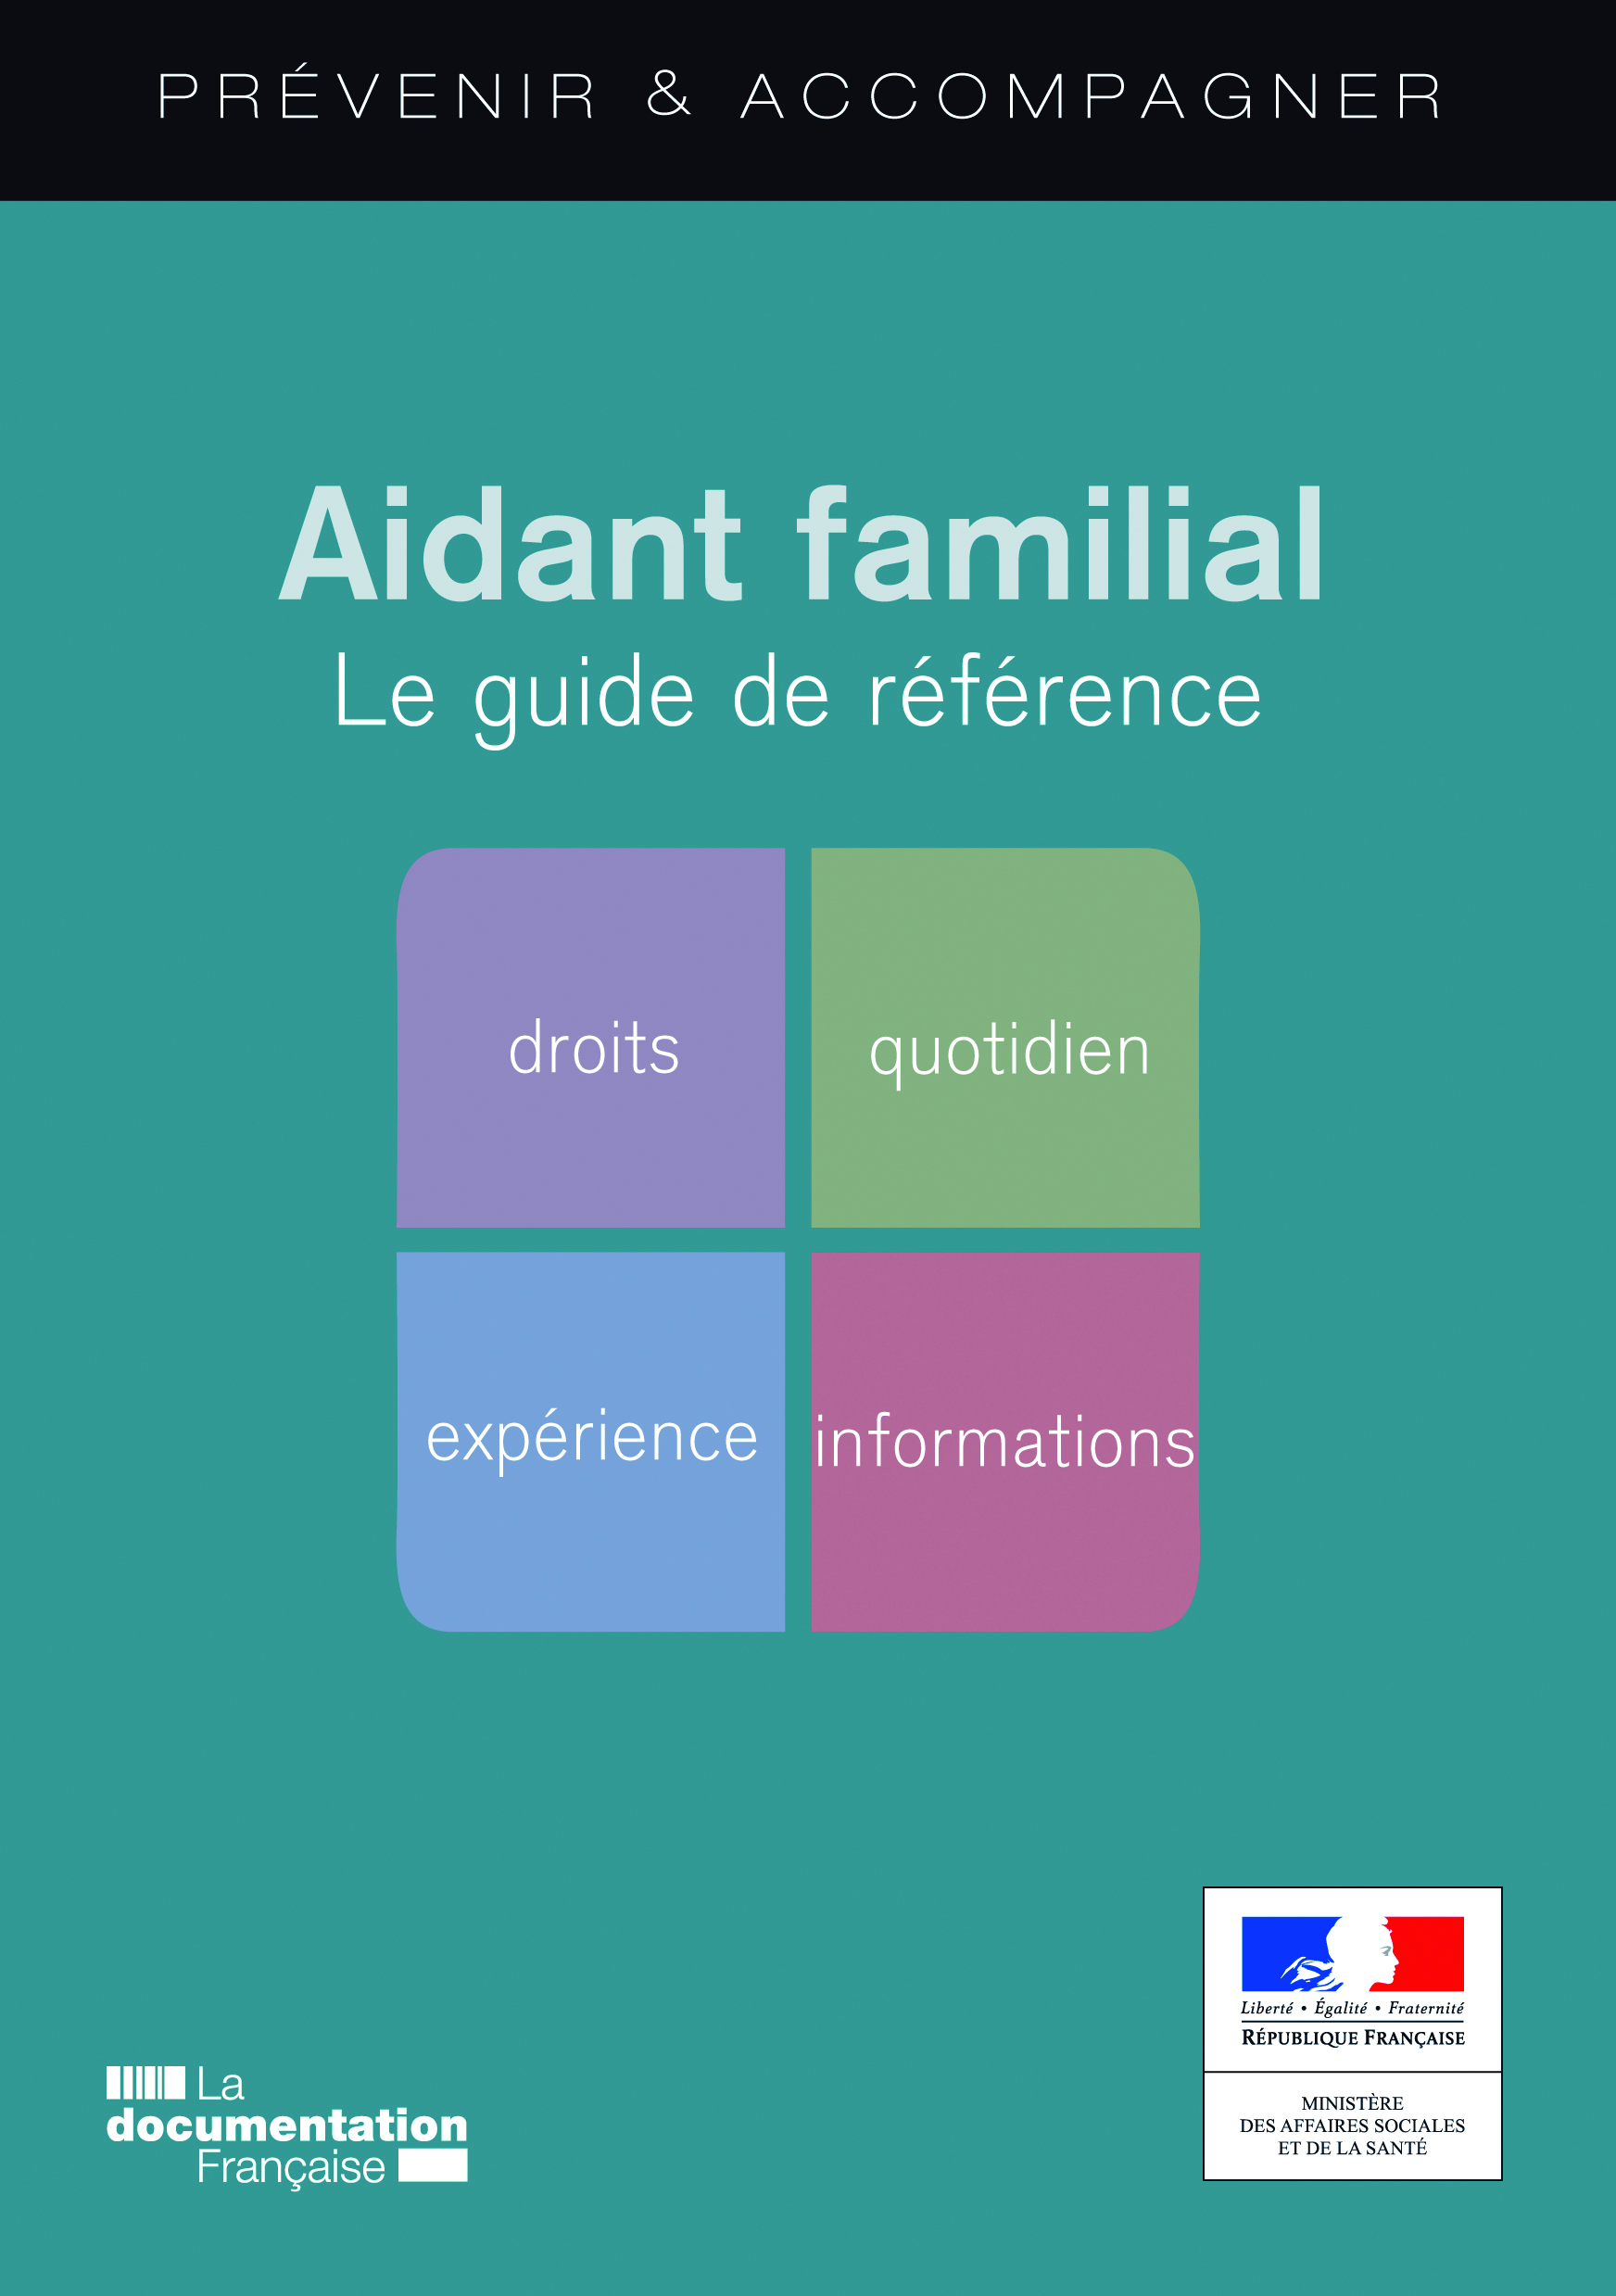 PRÉVENIR & ACCOMPAGNER
Aidant familial
Le guide de référence
droits
quotidien
expérience
informations
La
documentation
Française
Liberté • Égalité • Fraternité
RÉPUBLIQUE FRANÇAISE
MINISTÈRE
DES AFFAIRES SOCIALES
ET DE LA SANTÉ